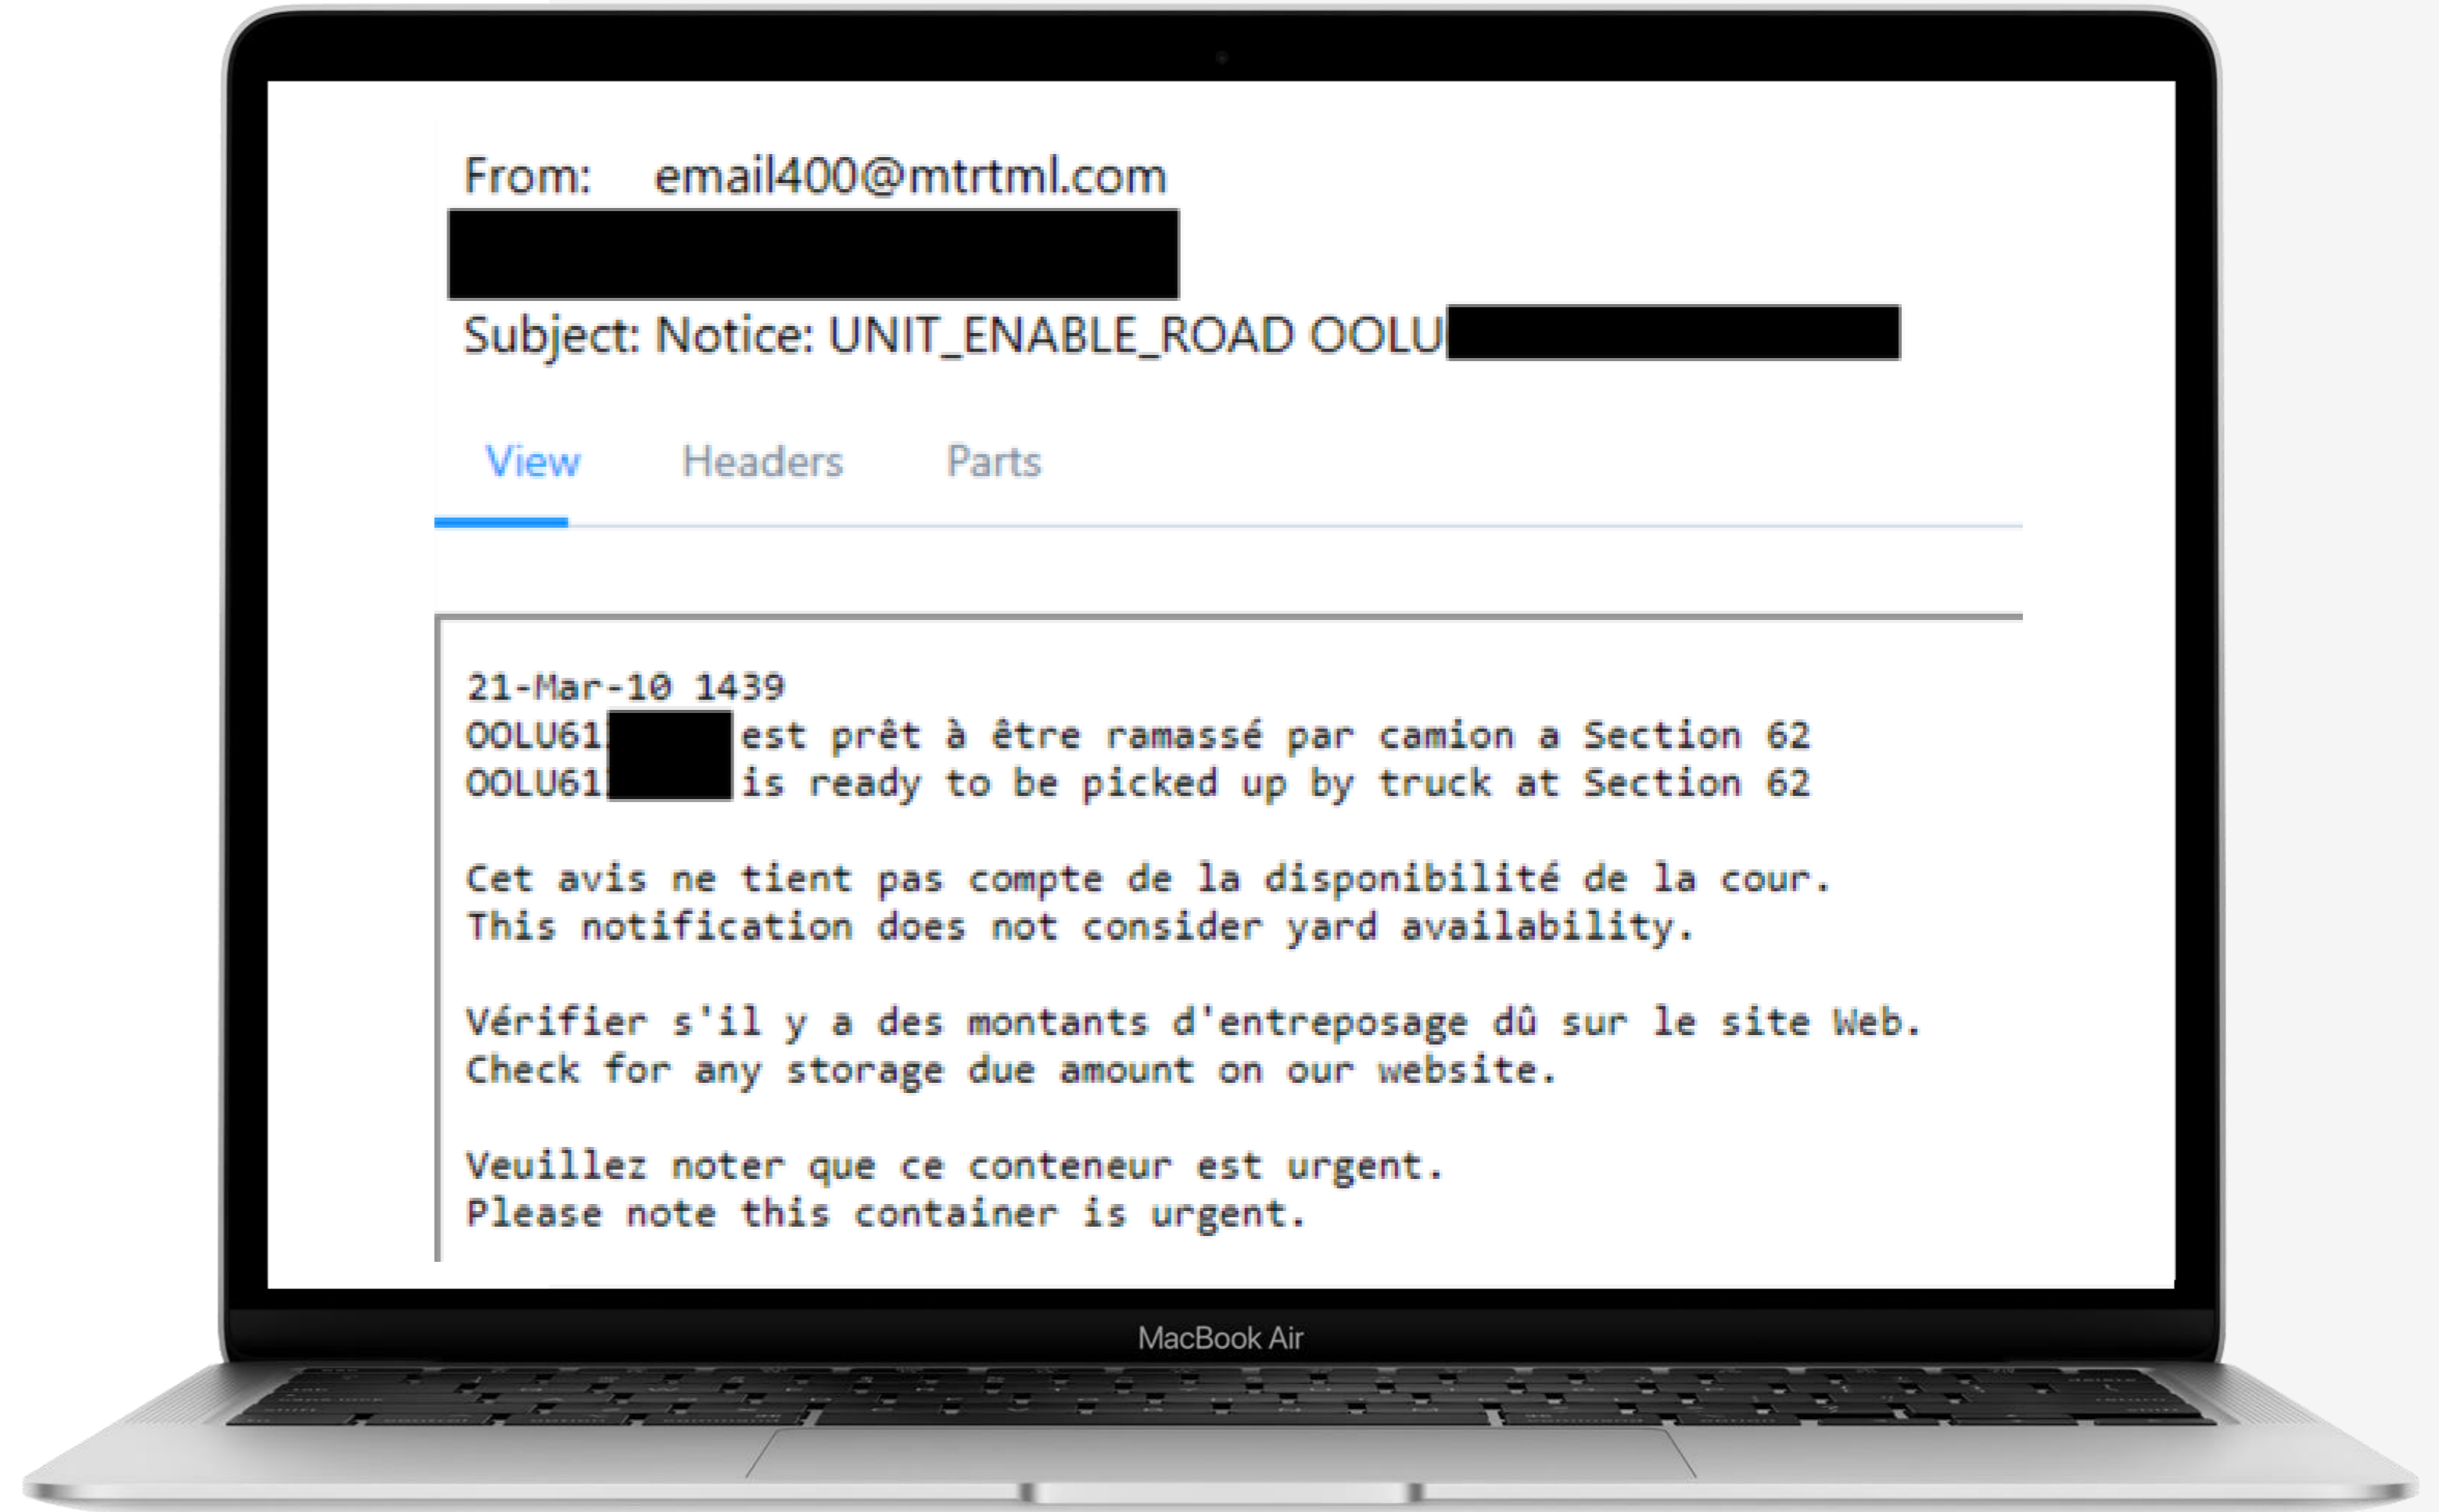 From: email400@mtrtml.com
Subject: Notice: UNIT_ENABLE_ROAD OOLU
View Headers Parts
21-Mar-10 1439
OOLU61 est prêt à être ramassé par camion a Section 62
OOLU61 is ready to be picked up by truck at Section 62
Cet avis ne tient pas compte de la disponibilité de la cour.
This notification does not consider yard availability.
Vérifier s'il y a des montants d'entreposage dû sur le site Web.
Check for any storage due amount on our website.
Veuillez noter que ce conteneur est urgent.
Please note this container is urgent.
MacBook Air